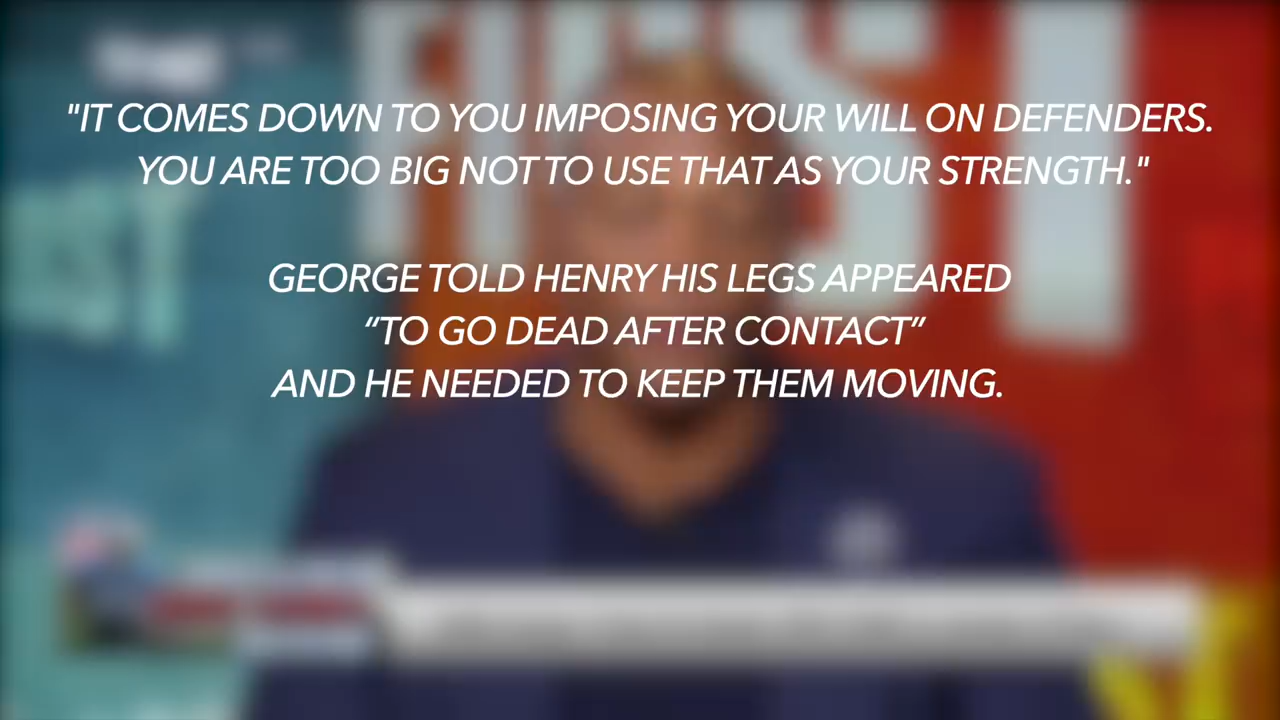 "IT COMES DOWN TO YOU IMPOSING YOUR WILL ON DEFENDERS.
YOU ARE TOO BIG NOT TO USE THAT AS YOUR STRENGTH."
GEORGE TOLD HENRY HIS LEGS APPEARED
“TO GO DEAD AFTER CONTACT”
AND HE NEEDED TO KEEP THEM MOVING.